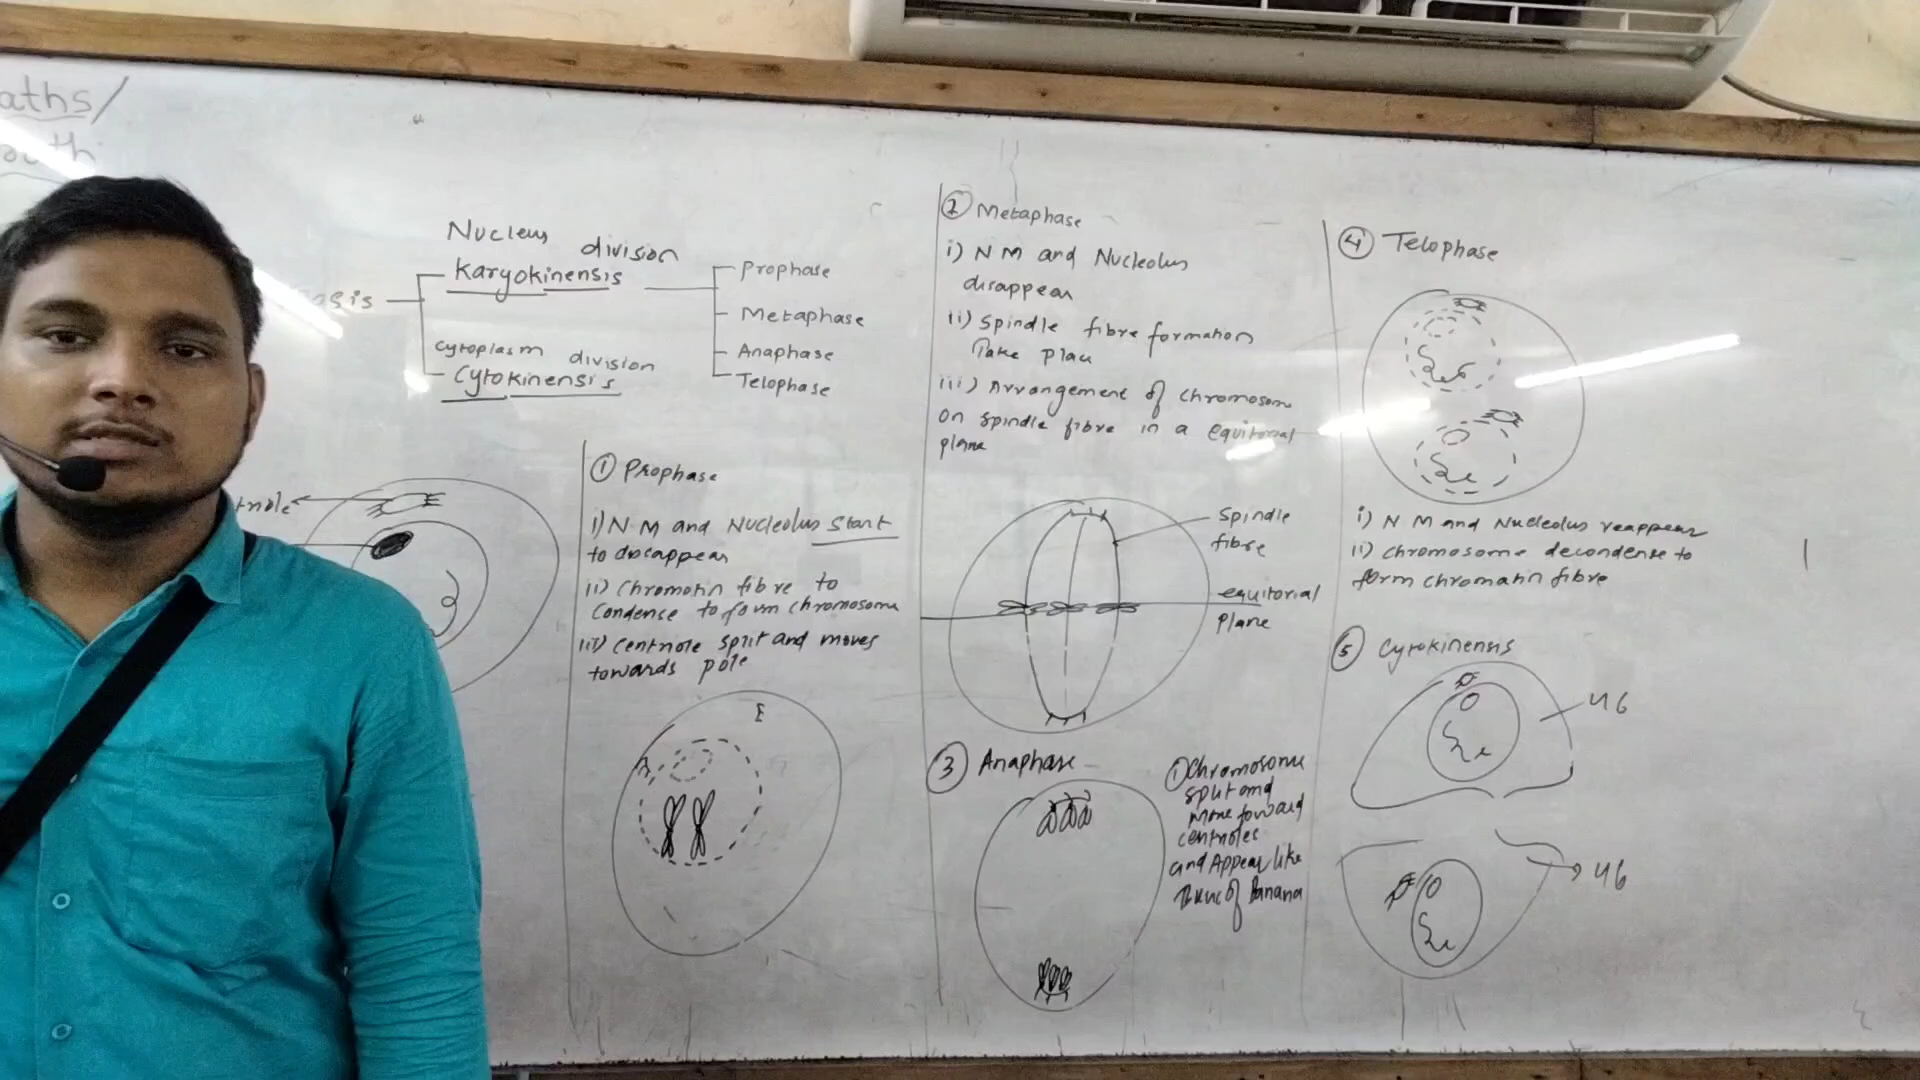 aths/
Nucleus division
Karyokinensis
Cytoplasm division
Cytokinensis
Prophase
Metaphase
Anaphase
Telophase
① Prophase
i) N M and Nucleolus start
to disappear
ii) Chromatin fibre to
condence to form chromosome
iii) Centriole split and moves
towards pole
② Metaphase
i) N M and Nucleolus
disappear
ii) Spindle fibre formation
Take place
iii) Arrangement of chromosome
on spindle fibre in a equitorial
plane
Spindle
fibre
equitorial
plane
③ Anaphase
① Chromosome
split and
move toward
centrioles
and Appear like
of Banana
④ Telophase
i) N M and Nucleolus reappear
ii) Chromosome decondense to
form chromatin fibre
⑤ Cytokinensis
46
46